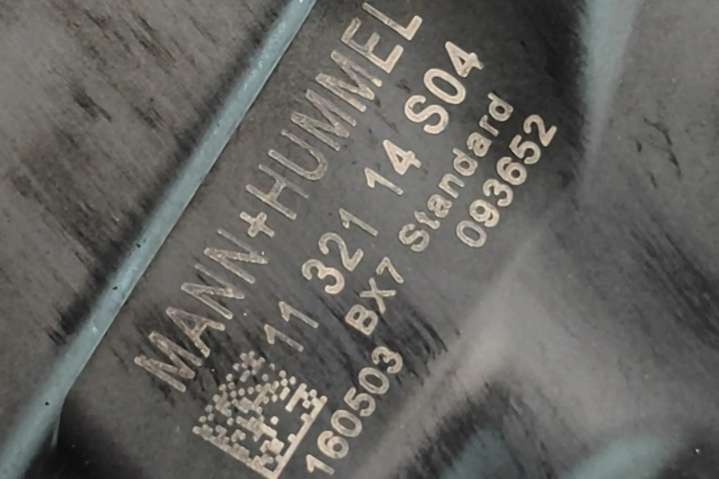 MANN+HUMMEL
11 321 14 S04
BX7 Standard
160503 093652